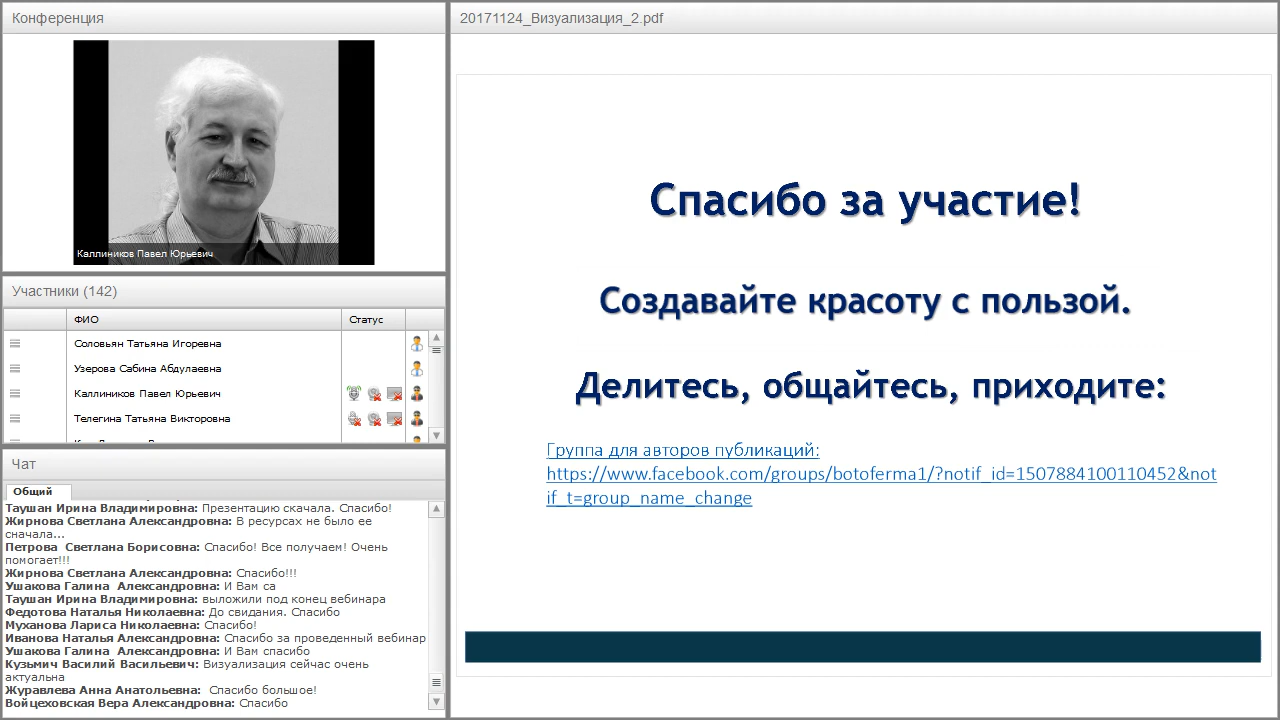 Конференция
Каллиников Павел Юрьевич
Участники (142)
ФИО
Статус
Соловьян Татьяна Игоревна
Узерова Сабина Абдулаевна
Каллиников Павел Юрьевич
Телегина Татьяна Викторовна
Чат
Общий
Таушан Ирина Владимировна: Презентацию скачала. Спасибо!
Жирнова Светлана Александровна: В ресурсах не было ее
сначала...
Петрова  Светлана Борисовна: Спасибо! Все получаем! Очень
помогает!!!
Жирнова Светлана Александровна: Спасибо!!!
Ушакова Галина  Александровна: И Вам са
Таушан Ирина Владимировна: выложили под конец вебинара
Федотова Наталья Николаевна: До свидания. Спасибо
Муханова Лариса Николаевна: Спасибо!
Иванова Наталья Александровна: Спасибо за проведенный вебинар
Ушакова Галина  Александровна: И Вам спасибо
Кузьмич Василий Васильевич: Визуализация сейчас очень
актуальна
Журавлева Анна Анатольевна:  Спасибо большое!
Войцеховская Вера Александровна: Спасибо
20171124_Визуализация_2.pdf
Спасибо за участие!
Создавайте красоту с пользой.
Делитесь, общайтесь, приходите:
Группа для авторов публикаций:
https://www.facebook.com/groups/botoferma1/?notif_id=1507884100110452&not
if_t=group_name_change